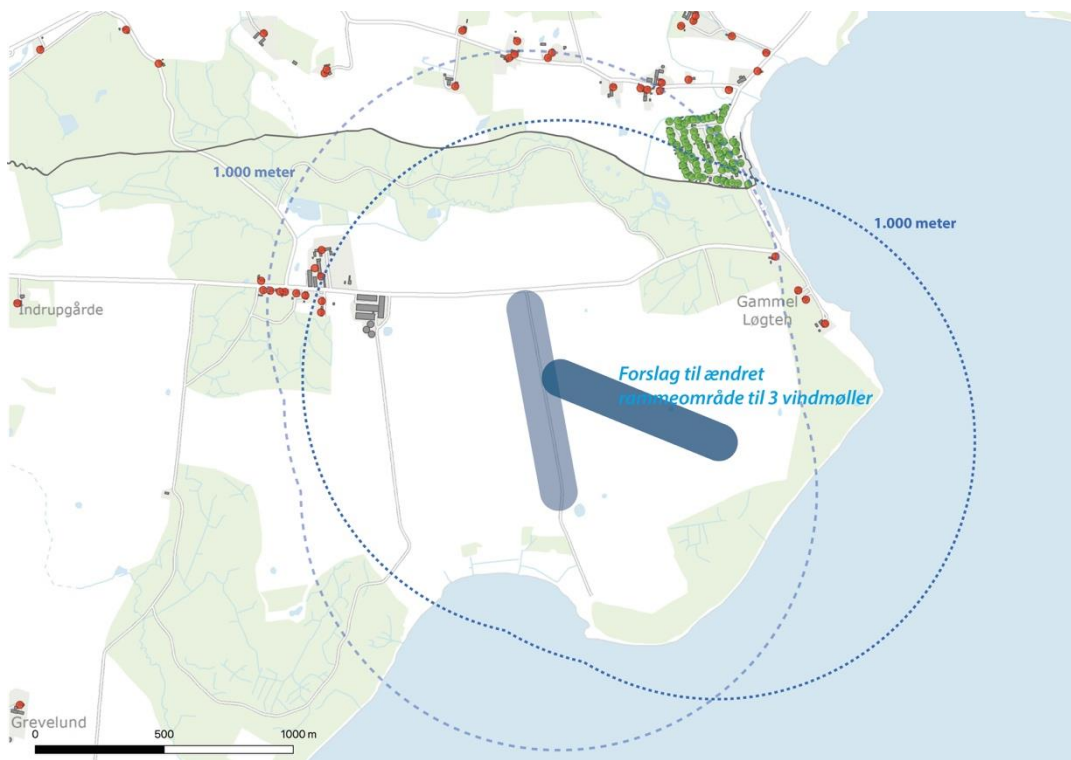 1.000 meter
1.000 meter
Indrupgårde
Gammel
Løgten
Forslag til ændret
rammeområde til 3 vindmøller
Grevelund
0 500 1000 m